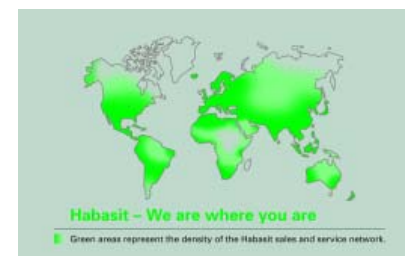 Habasit – We are where you are
Green areas represent the density of the Habasit sales and service network.